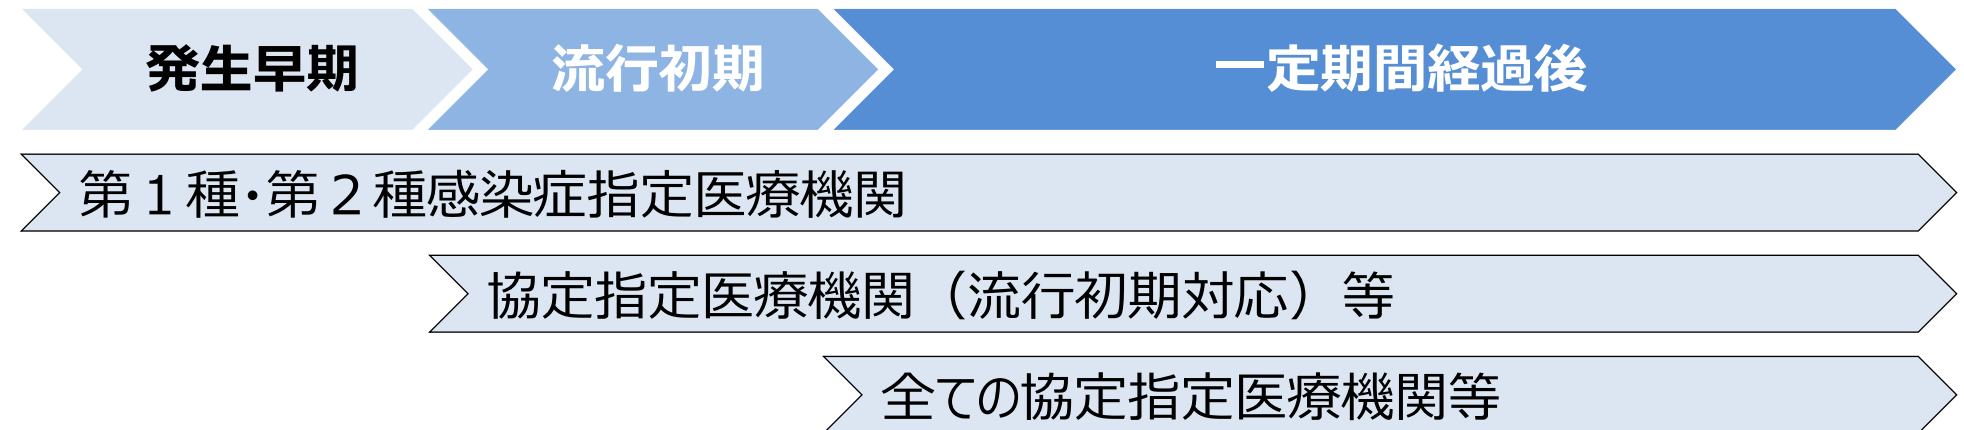 発生早期
流行初期
一定期間経過後
第１種・第２種感染症指定医療機関
協定指定医療機関（流行初期対応）等
全ての協定指定医療機関等